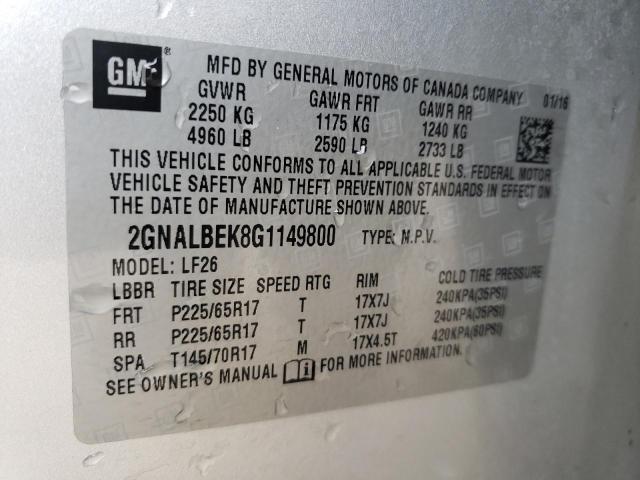 GM®
MFD BY GENERAL MOTORS OF CANADA COMPANY 01/16
GVWR GAWR FRT GAWR RR
2250 KG 1175 KG 1240 KG
4960 LB 2590 LB 2733 LB
THIS VEHICLE CONFORMS TO ALL APPLICABLE U.S. FEDERAL MOTOR
VEHICLE SAFETY AND THEFT PREVENTION STANDARDS IN EFFECT ON
THE DATE OF MANUFACTURE SHOWN ABOVE.
2GNALBEK8G1149800 TYPE: M.P.V.
MODEL: LF26
LBBR TIRE SIZE SPEED RTG RIM COLD TIRE PRESSURE
FRT P225/65R17 T 17X7J 240KPA(35PSI)
RR P225/65R17 T 17X7J 240KPA(35PSI)
SPA T145/70R17 M 17X4.5T 420KPA(60PSI)
SEE OWNER'S MANUAL FOR MORE INFORMATION